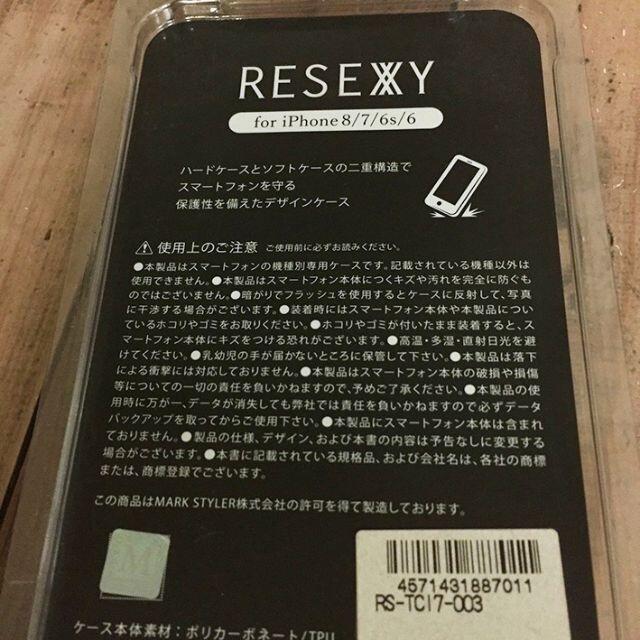 RESEXXY
for iPhone 8/7/6s/6
ハードケースとソフトケースの二重構造で
スマートフォンを守る
保護性を備えたデザインケース
使用上のご注意 ご使用前に必ずお読みください。
●本製品はスマートフォンの機種別専用ケースです。記載されている機種以外は
使用できません。●本製品はスマートフォン本体につくキズや汚れを完全に防ぐも
のではございません。●暗がりでフラッシュを使用するとケースに反射して、写真
に干渉する場合がございます。●装着時にはスマートフォン本体や本製品につい
ているホコリやゴミをお取りください。●ホコリやゴミが付いたまま装着すると、ス
マートフォン本体にキズをつける恐れがございます。●高温・多湿・直射日光を避
けてください。●乳幼児の手が届かないところに保管して下さい。●本製品は落下
による衝撃には対応しておりません。●本製品はスマートフォン本体の破損や損傷
等についての一切の責任を負いかねますので、予めご了承ください。●本製品の使
用時に万が一、データが消失しても弊社では責任を負いかねますので必ずデータ
バックアップを取ってからご使用下さい。●本製品にスマートフォン本体は含まれ
ておりません。●製品の仕様、デザイン、および本書の内容は予告なしに変更する
場合がございます。●本書に記載されている規格品、および会社名は、各社の商標
または、商標登録でございます。
この商品はMARK STYLER株式会社の許可を得て製造しております。
M
4571431887011
RS-TCI7-003
ケース本体素材：ポリカーボネート/TPU